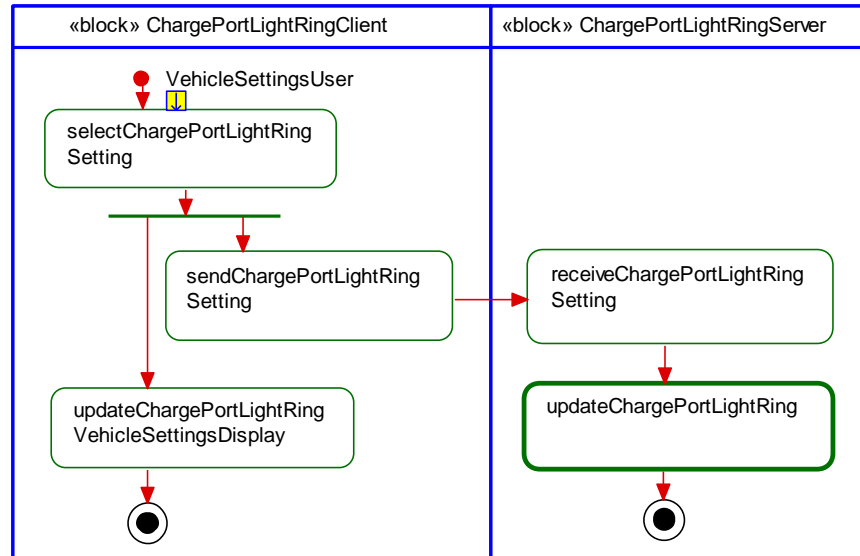 «block» ChargePortLightRingClient
«block» ChargePortLightRingServer
VehicleSettingsUser
selectChargePortLightRing
Setting
sendChargePortLightRing
Setting
receiveChargePortLightRing
Setting
updateChargePortLightRing
VehicleSettingsDisplay
updateChargePortLightRing